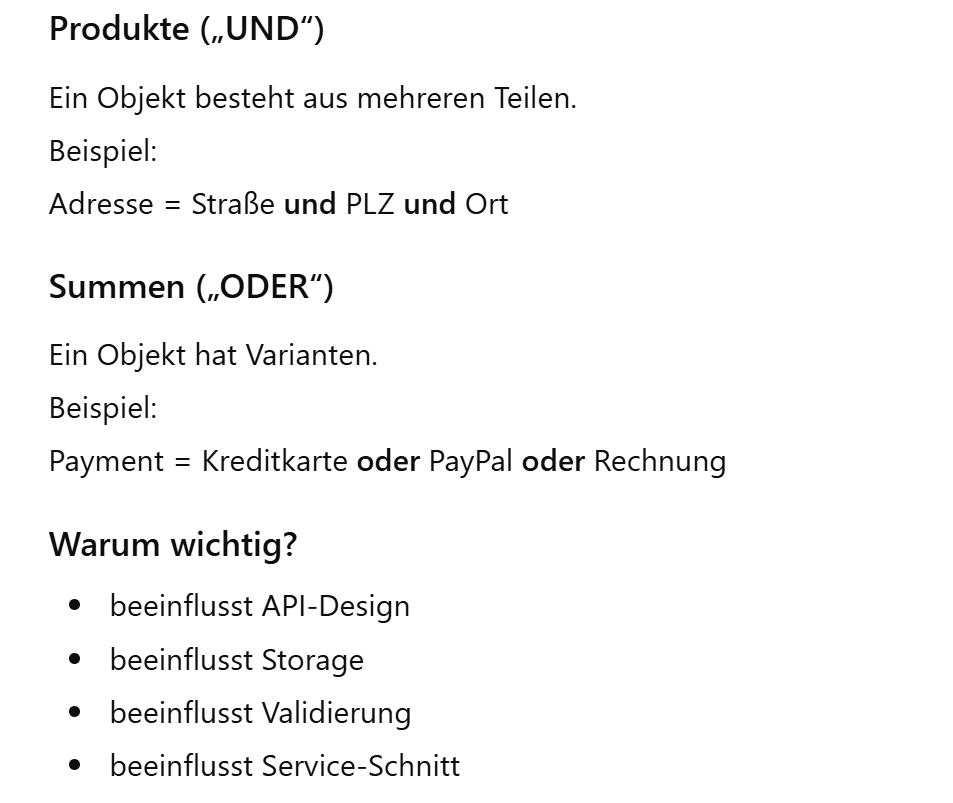 Produkte („UND“)
Ein Objekt besteht aus mehreren Teilen.
Beispiel:
Adresse = Straße und PLZ und Ort
Summen („ODER“)
Ein Objekt hat Varianten.
Beispiel:
Payment = Kreditkarte oder PayPal oder Rechnung
Warum wichtig?
• beeinflusst API-Design
• beeinflusst Storage
• beeinflusst Validierung
• beeinflusst Service-Schnitt